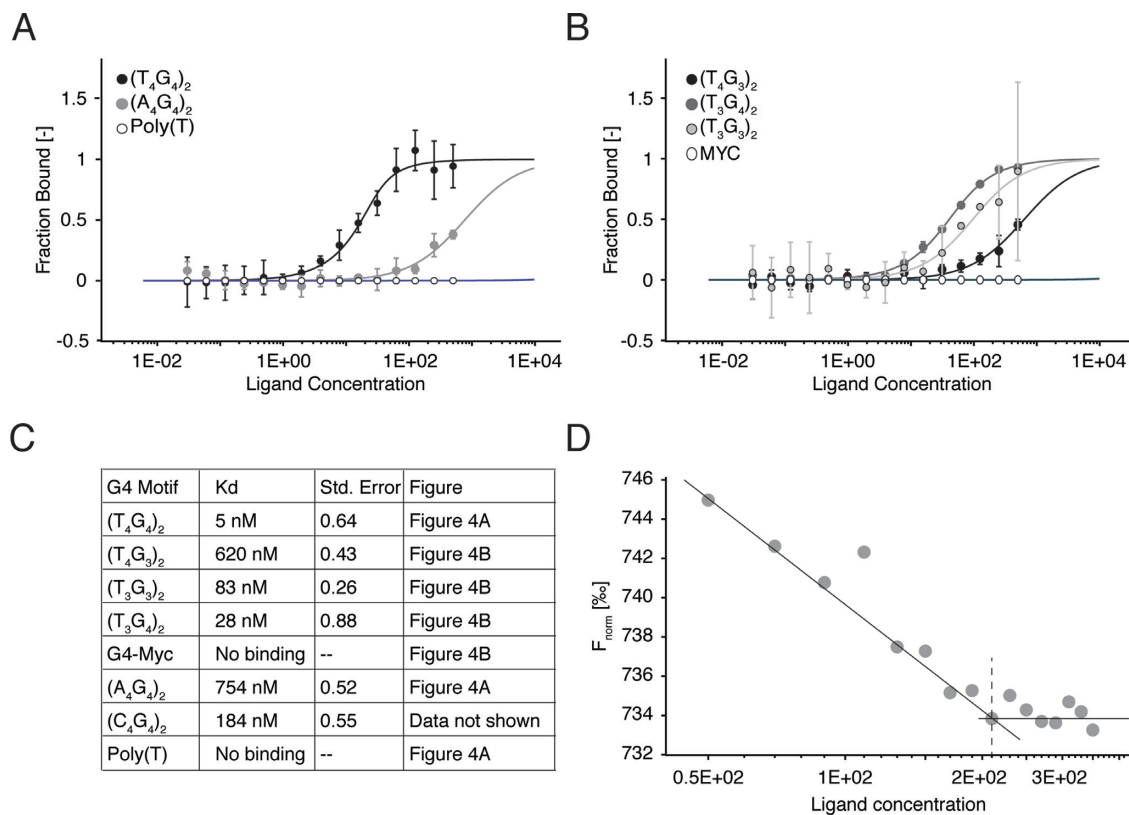 A
(T₄G₄)₂
(A₄G₄)₂
Poly(T)
Fraction Bound [-]
1.5
1
0.5
0
-0.5
1E-02 1E+00 1E+02 1E+04
Ligand Concentration
B
(T₄G₃)₂
(T₃G₄)₂
(T₃G₃)₂
MYC
Fraction Bound [-]
1.5
1
0.5
0
-0.5
1E-02 1E+00 1E+02 1E+04
Ligand Concentration
C
G4 Motif Kd Std. Error Figure
(T₄G₄)₂ 5 nM 0.64 Figure 4A
(T₄G₃)₂ 620 nM 0.43 Figure 4B
(T₃G₃)₂ 83 nM 0.26 Figure 4B
(T₃G₄)₂ 28 nM 0.88 Figure 4B
G4-Myc No binding -- Figure 4B
(A₄G₄)₂ 754 nM 0.52 Figure 4A
(C₄G₄)₂ 184 nM 0.55 Data not shown
Poly(T) No binding -- Figure 4A
D
F_norm [‰]
746
744
742
740
738
736
734
732
0.5E+02 1E+02 2E+02 3E+02
Ligand concentration